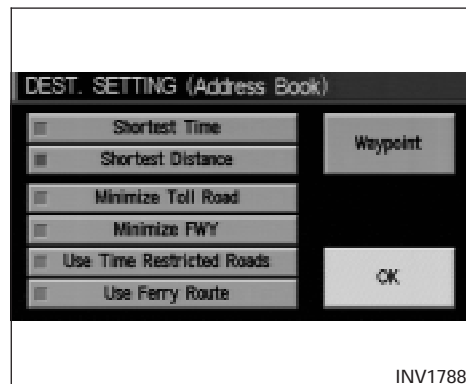 DEST. SETTING (Address Book)
Shortest Time
Shortest Distance
Waypoint
Minimize Toll Road
Minimize FWY
Use Time Restricted Roads
Use Ferry Route
OK
INV1788